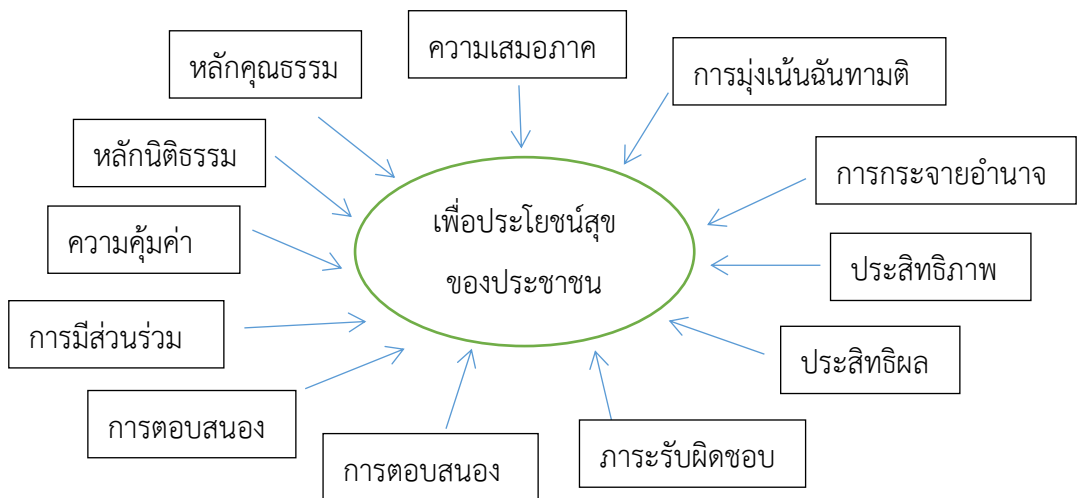 ความเสมอภาค
หลักคุณธรรม
การมุ่งเน้นฉันทามติ
หลักนิติธรรม
การกระจายอำนาจ
เพื่อประโยชน์สุข
ของประชาชน
ความคุ้มค่า
ประสิทธิภาพ
การมีส่วนร่วม
ประสิทธิผล
การตอบสนอง
การตอบสนอง
ภาระรับผิดชอบ